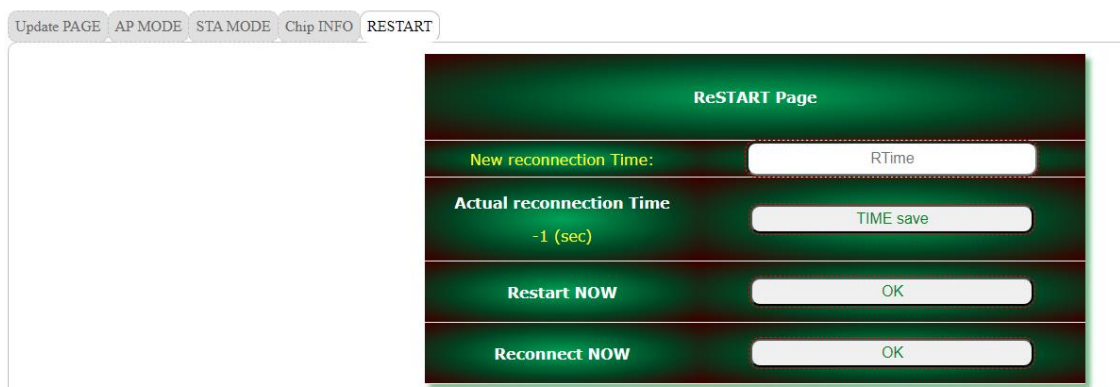 Update PAGE AP MODE STA MODE Chip INFO RESTART
ReSTART Page
New reconnection Time: RTime
Actual reconnection Time
-1 (sec)
TIME save
Restart NOW OK
Reconnect NOW OK